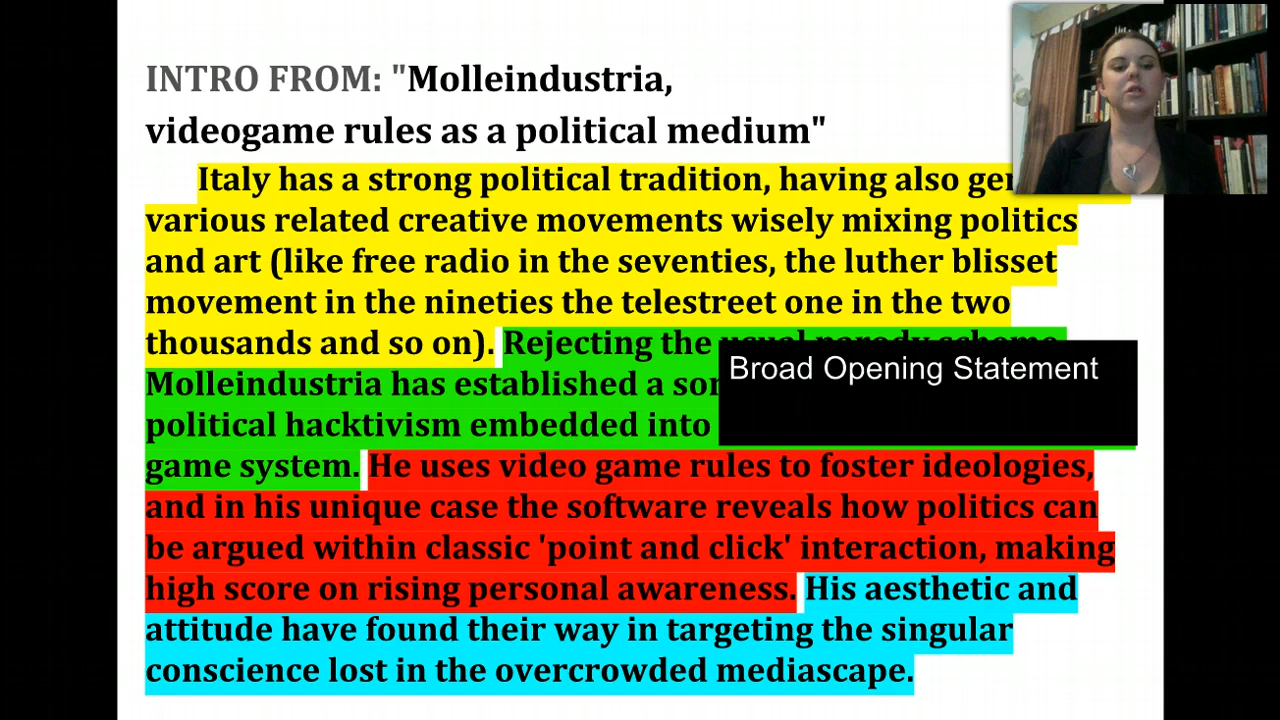 INTRO FROM: "Molleindustria,
videogame rules as a political medium"
Italy has a strong political tradition, having also
various related creative movements wisely mixing politics
and art (like free radio in the seventies, the luther blisset
movement in the nineties the telestreet one in the two
thousands and so on). Rejecting the usual parody scheme
Molleindustria has established a
political hacktivism embedded into
game system. He uses video game rules to foster ideologies,
and in his unique case the software reveals how politics can
be argued within classic 'point and click' interaction, making
high score on rising personal awareness. His aesthetic and
attitude have found their way in targeting the singular
conscience lost in the overcrowded mediascape.
Broad Opening Statement